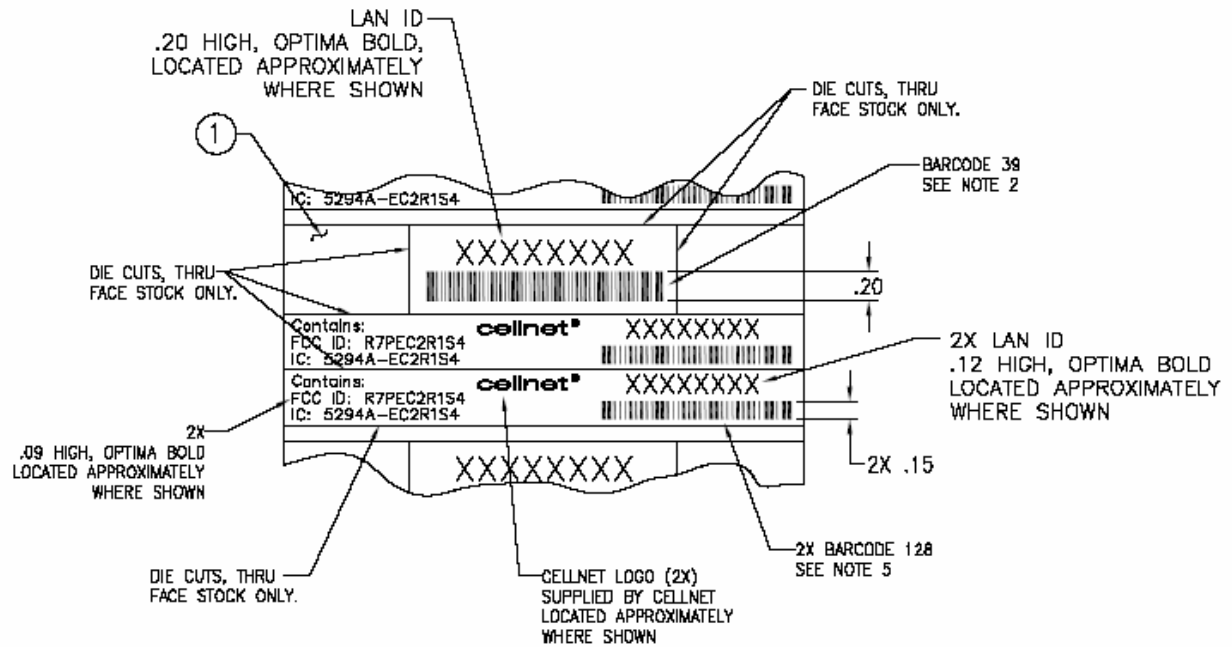 LAN ID
.20 HIGH, OPTIMA BOLD,
LOCATED APPROXIMATELY
WHERE SHOWN
DIE CUTS, THRU
FACE STOCK ONLY.
1
BARCODE 39
SEE NOTE 2
IC: 5294A-EC2R1S4
XXXXXXXX
DIE CUTS, THRU
FACE STOCK ONLY.
.20
Contains:
FCC ID: R7PEC2R1S4
IC: 5294A-EC2R1S4
cellnet®
XXXXXXXX
Contains:
FCC ID: R7PEC2R1S4
IC: 5294A-EC2R1S4
cellnet®
XXXXXXXX
2X LAN ID
.12 HIGH, OPTIMA BOLD
LOCATED APPROXIMATELY
WHERE SHOWN
2X
.09 HIGH, OPTIMA BOLD
LOCATED APPROXIMATELY
WHERE SHOWN
XXXXXXXX
2X .15
2X BARCODE 128
SEE NOTE 5
DIE CUTS, THRU
FACE STOCK ONLY.
CELLNET LOGO (2X)
SUPPLIED BY CELLNET
LOCATED APPROXIMATELY
WHERE SHOWN